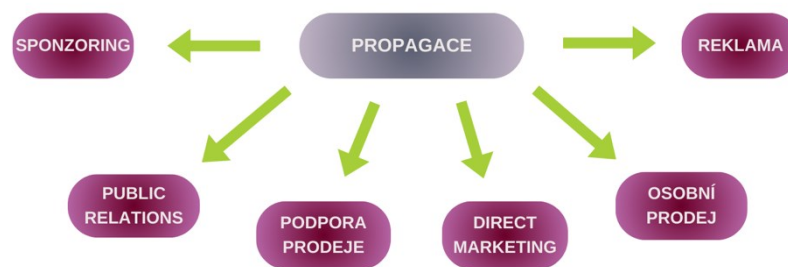 SPONZORING
PROPAGACE
REKLAMA
PUBLIC
RELATIONS
PODPORA
PRODEJE
DIRECT
MARKETING
OSOBNÍ
PRODEJ